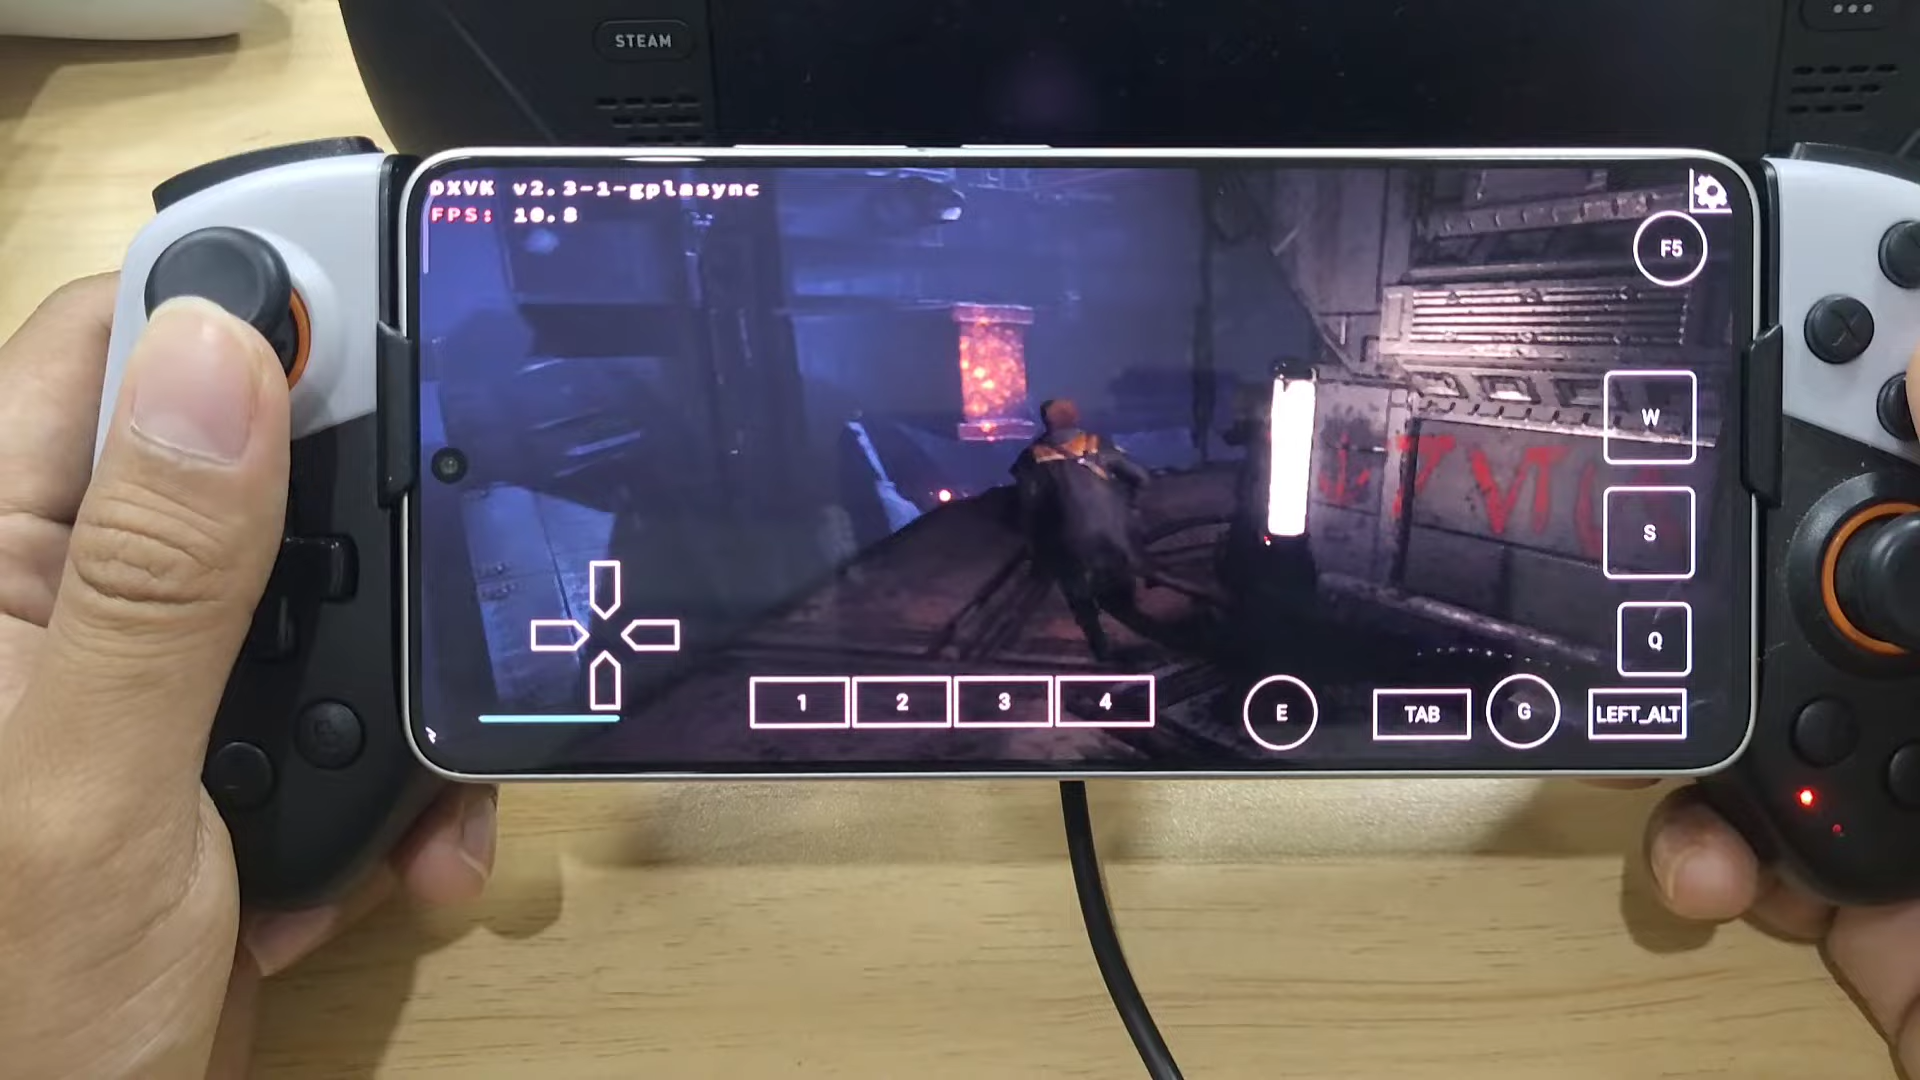 STEAM
DXVK v2.3-1-gplasync
FPS: 10.8
F5
W
S
Q
1
2
3
4
E
TAB
G
LEFT_ALT
X